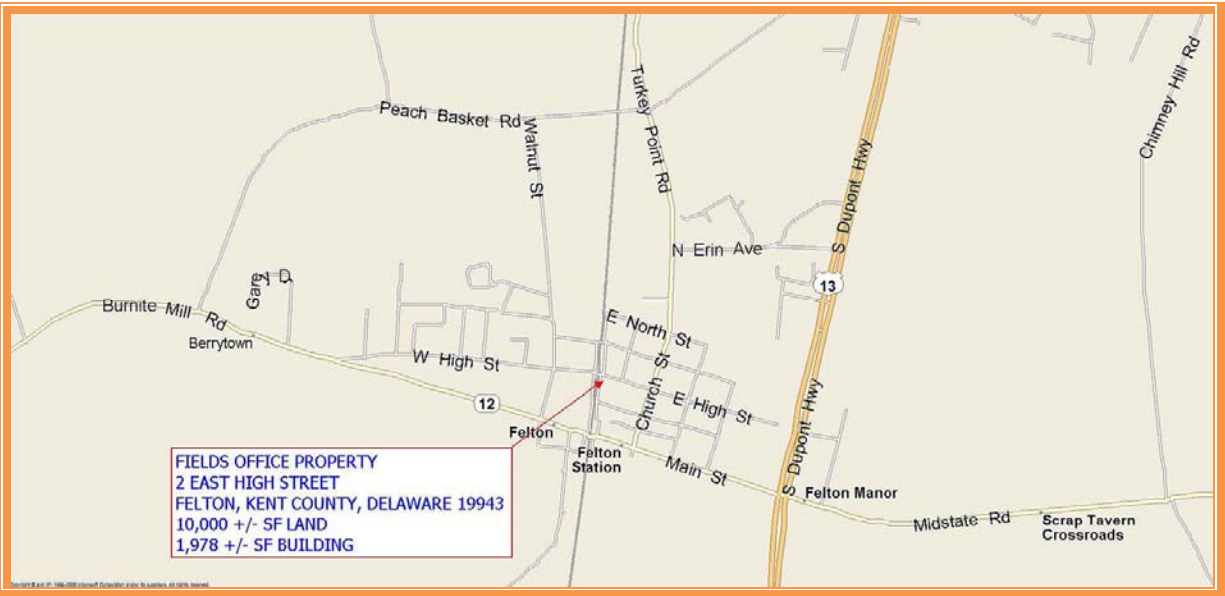 Peach Basket Rd
Walnut St
Turkey Point Rd
S Dupont Hwy
Chimney Hill Rd
N Erin Ave
13
Garez D
Burnite Mill Rd
Berrytown
E North St
W High St
Church St
E High St
12
S Dupont Hwy
Felton
Felton
Station
Main St
Felton Manor
Midstate Rd
Scrap Tavern
Crossroads
FIELDS OFFICE PROPERTY
2 EAST HIGH STREET
FELTON, KENT COUNTY, DELAWARE 19943
10,000 +/- SF LAND
1,978 +/- SF BUILDING